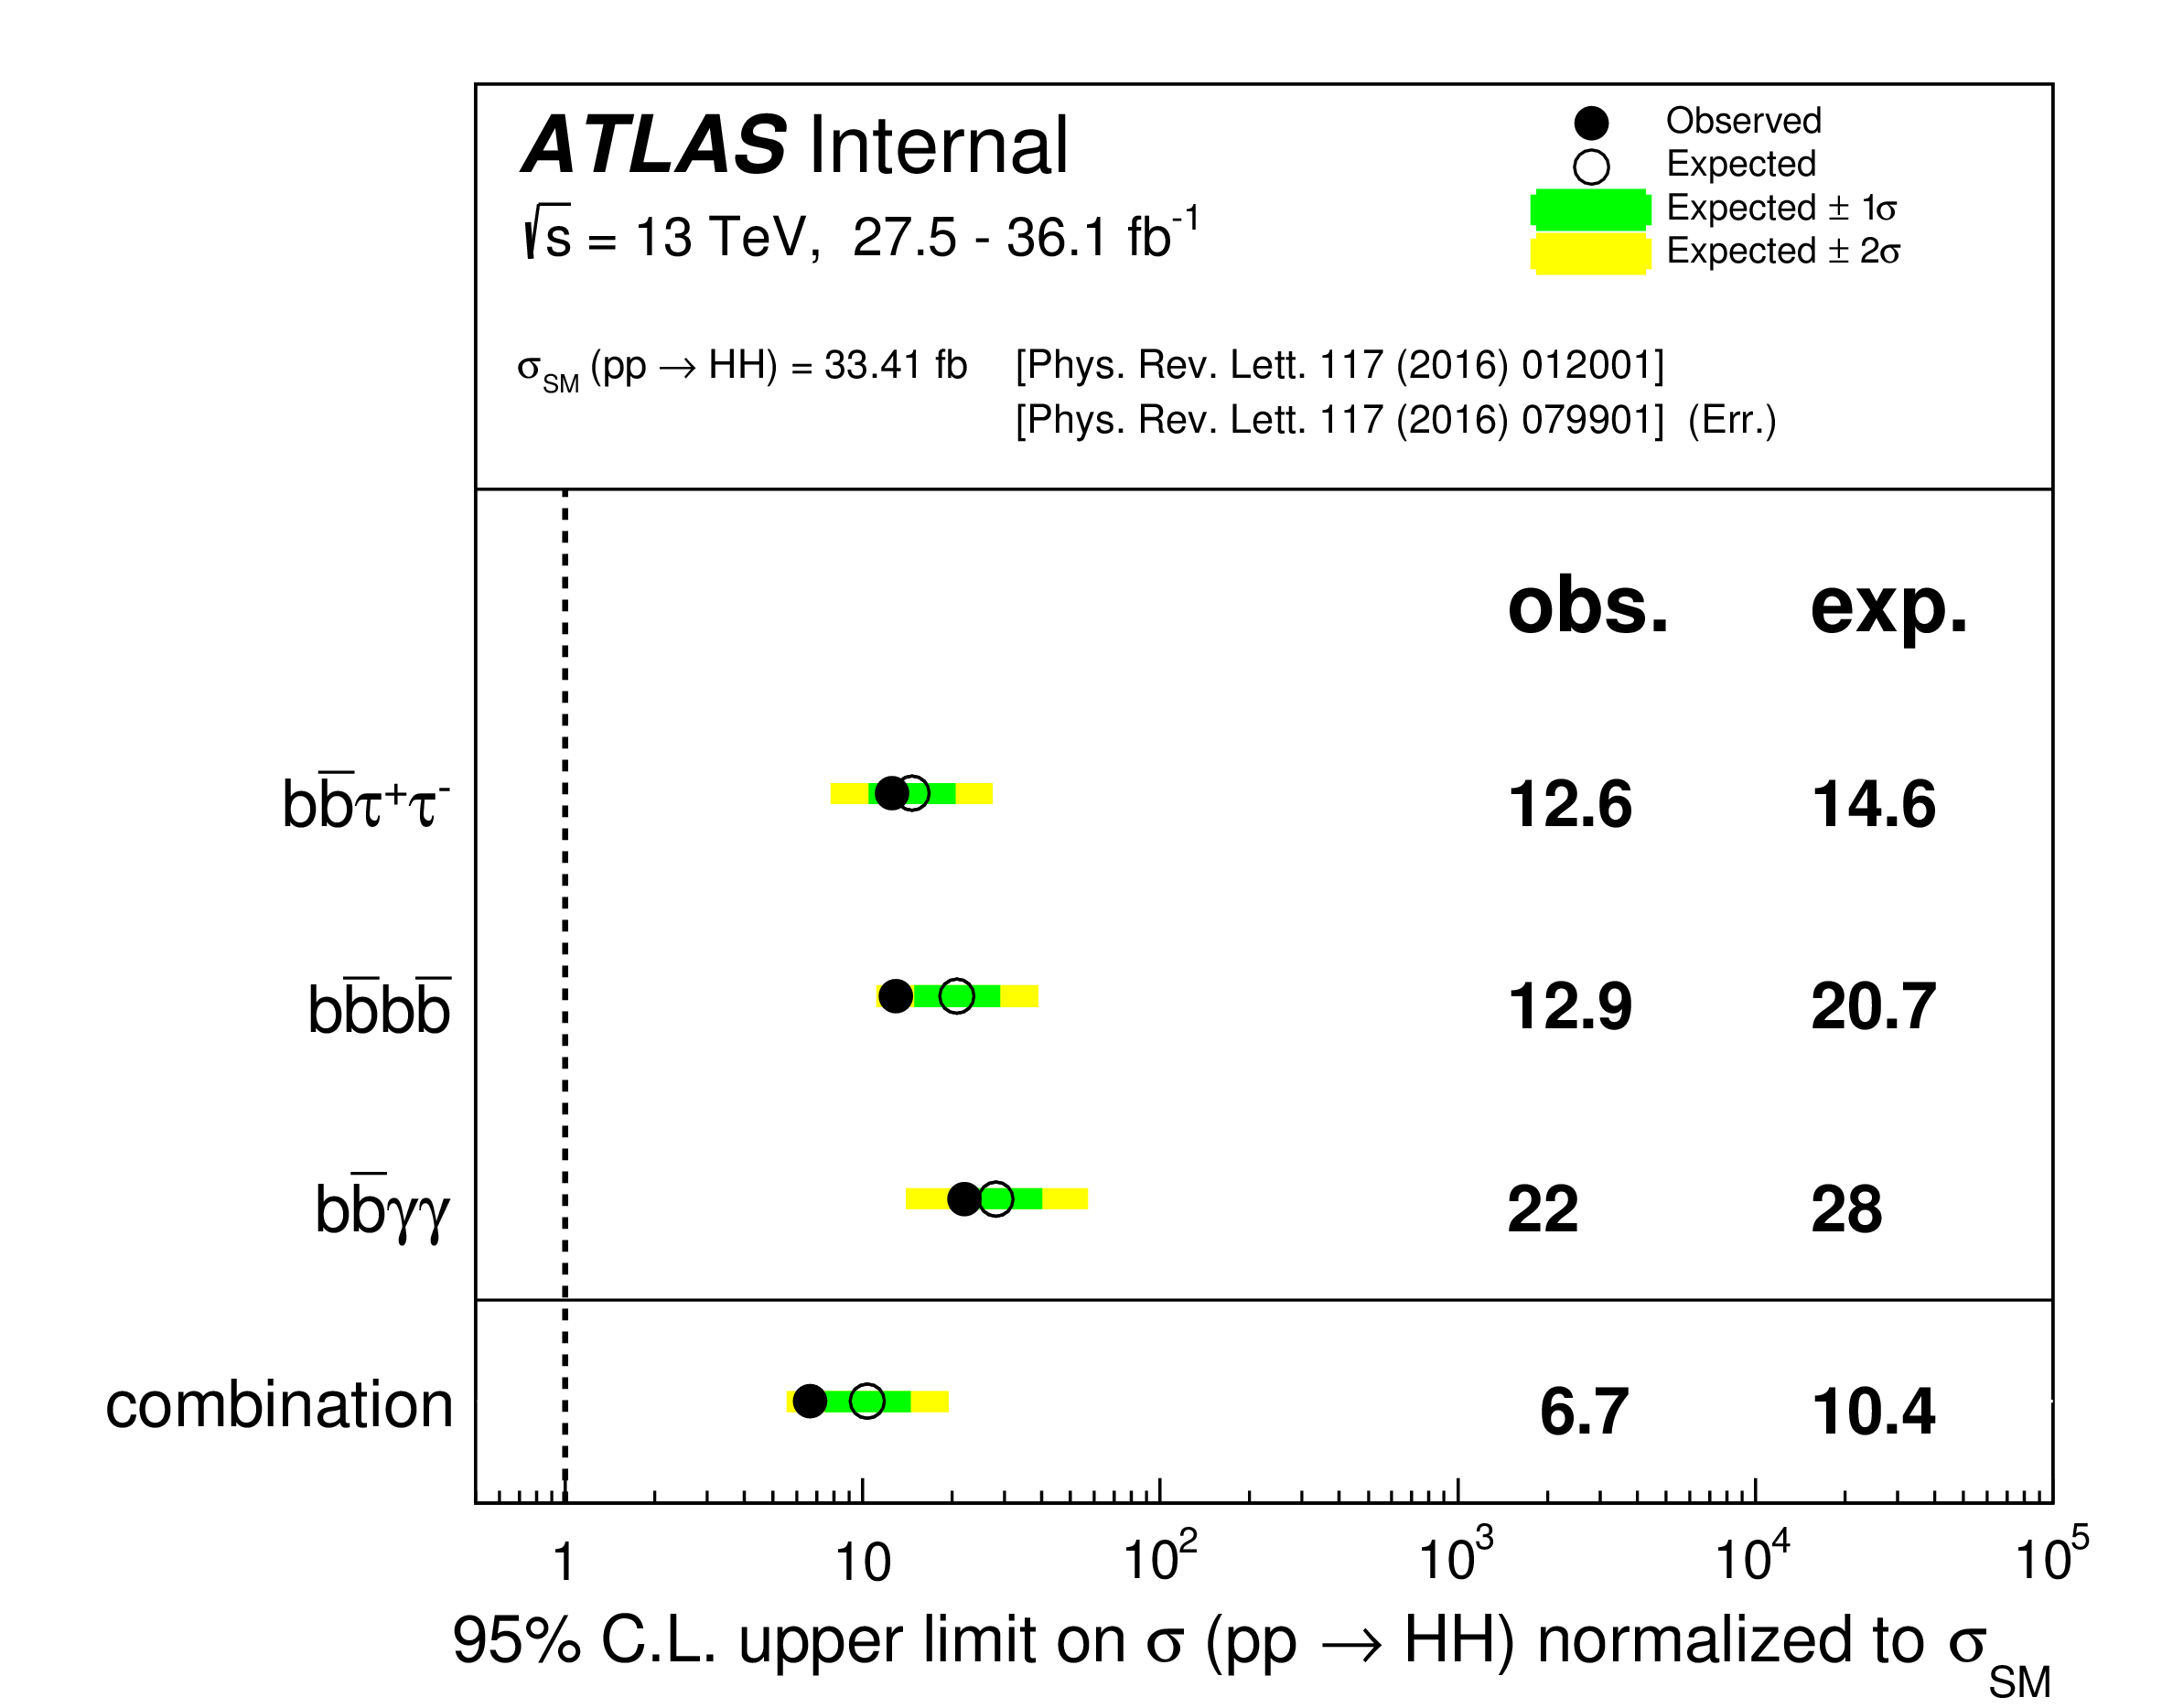 ATLAS Internal
√s = 13 TeV, 27.5 - 36.1 fb⁻¹
Observed
Expected
Expected ± 1σ
Expected ± 2σ
σ_SM (pp → HH) = 33.41 fb [Phys. Rev. Lett. 117 (2016) 012001]
[Phys. Rev. Lett. 117 (2016) 079901] (Err.)
obs. exp.
bb̅τ⁺τ⁻ 12.6 14.6
bb̅bb̅ 12.9 20.7
bb̅γγ 22 28
combination 6.7 10.4
1 10 10² 10³ 10⁴ 10⁵
95% C.L. upper limit on σ (pp → HH) normalized to σ_SM